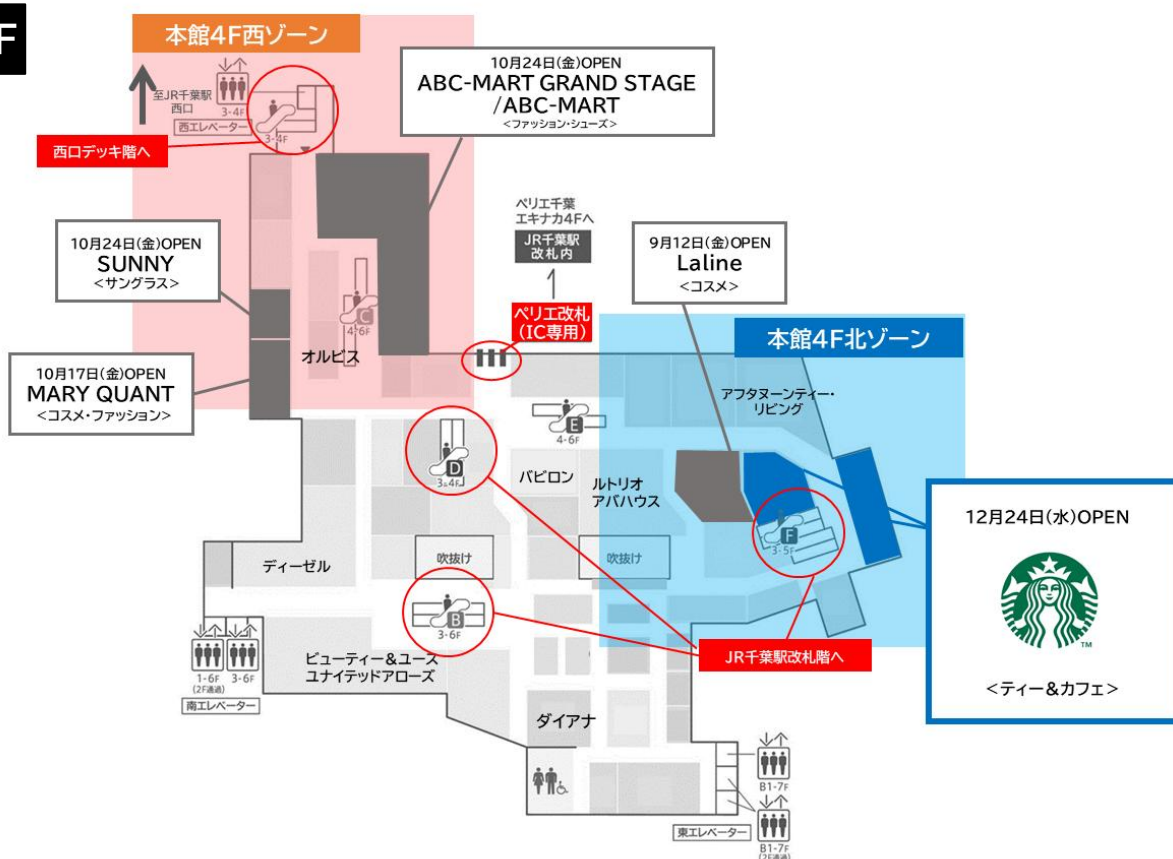 F
本館4F西ゾーン
10月24日(金)OPEN
ABC-MART GRAND STAGE
/ABC-MART
<ファッション・シューズ>
至JR千葉駅
西口
3・4F
西エレベーター
3・4F
西口デッキ階へ
ペリエ千葉
エキナカ4Fへ
JR千葉駅
改札内
ペリエ改札
(IC専用)
10月24日(金)OPEN
SUNNY
<サングラス>
9月12日(金)OPEN
Laline
<コスメ>
本館4F北ゾーン
C
4-6F
オルビス
10月17日(金)OPEN
MARY QUANT
<コスメ・ファッション>
アフタヌーンティー・
リビング
E
4-6F
D
3・4F
バビロン
ルトリオ
アバハウス
F
3-5F
12月24日(水)OPEN
TM
<ティー&カフェ>
ディーゼル
吹抜け
吹抜け
B
3-6F
JR千葉駅改札階へ
1-6F
(2F通過)
3-6F
南エレベーター
ビューティー&ユース
ユナイテッドアローズ
ダイアナ
B1-7F
東エレベーター
B1-7F
(2F通過)